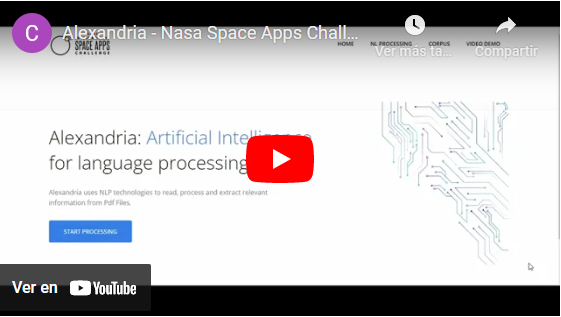 C
Alexandria - Nasa Space Apps Chall...
Ver más ta...
Compartir
SPACE APPS
CHALLENGE
HOME
NL PROCESSING
CORPUS
VIDEO DEMO
Alexandria: Artificial Intelligence
for language processing
Alexandria uses NLP technologies to read, process and extract relevant
information from Pdf Files.
START PROCESSING
Ver en YouTube